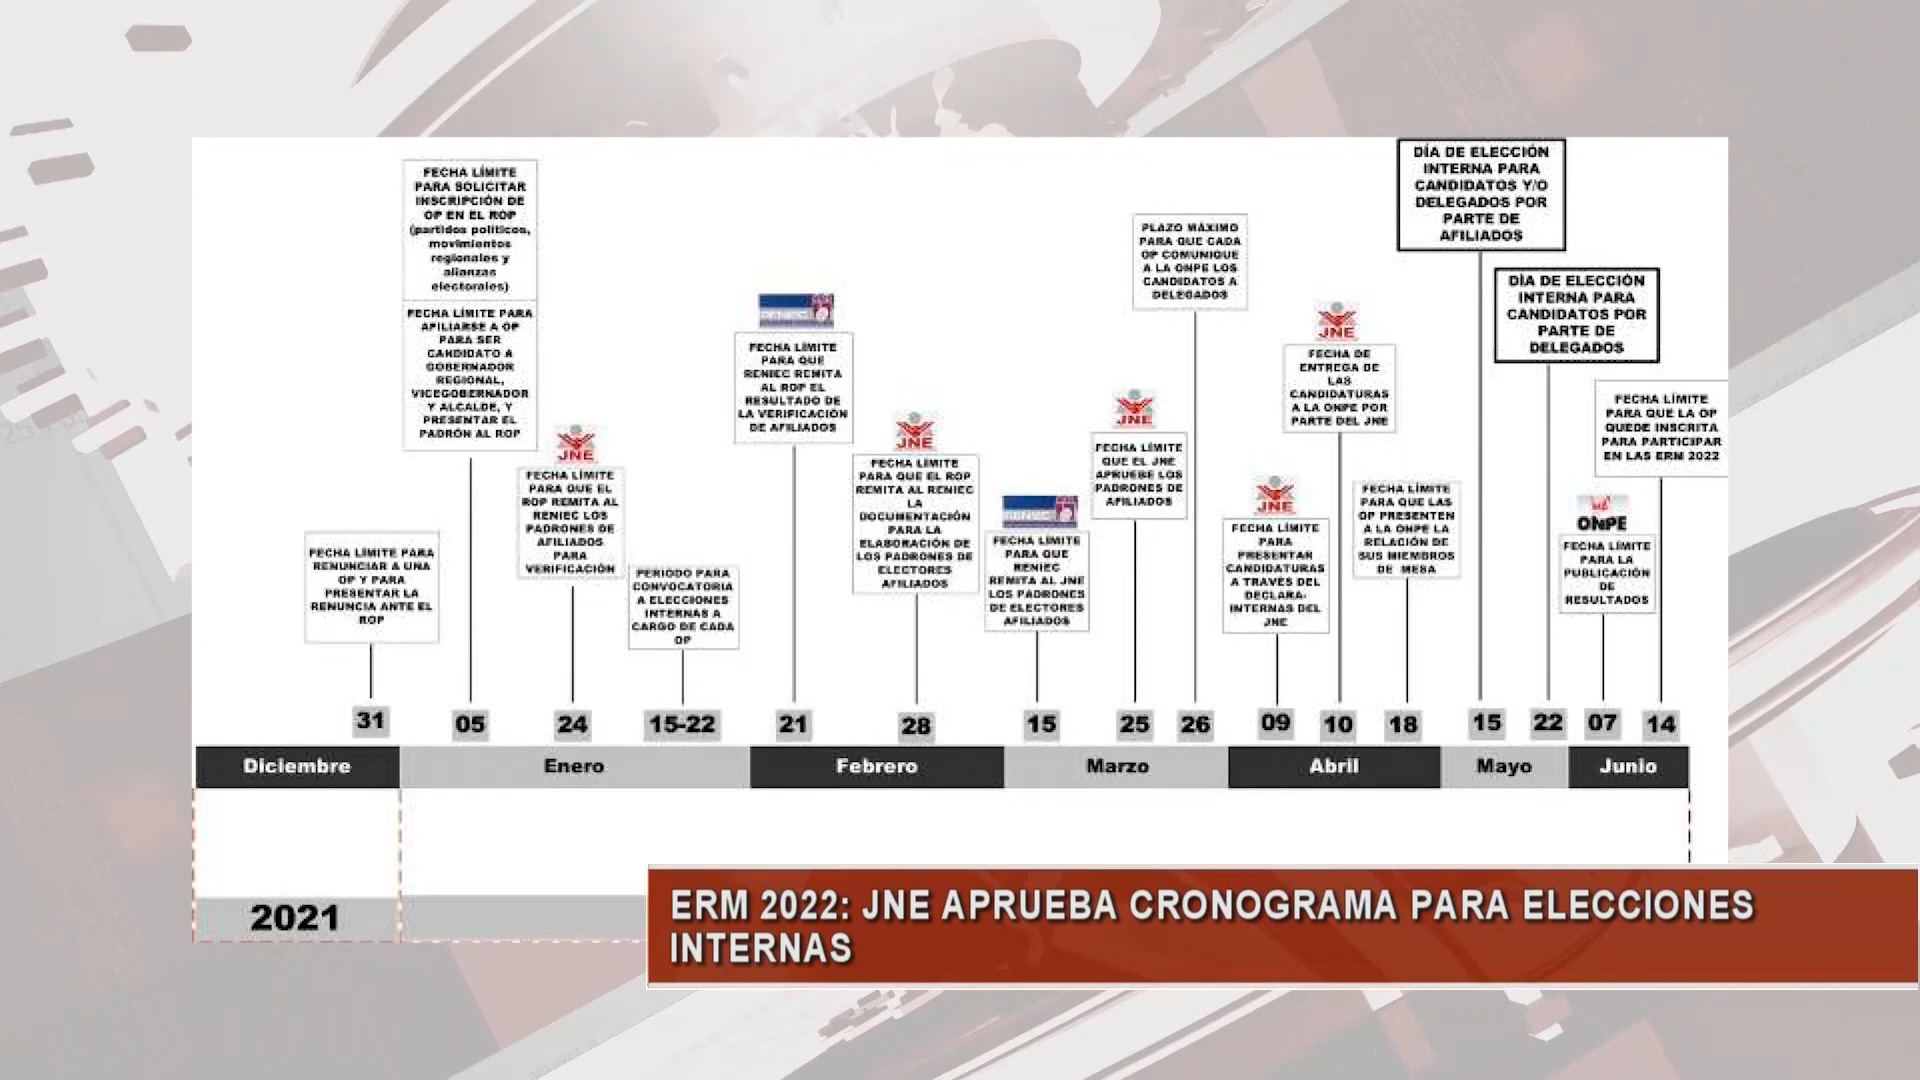 FECHA LÍMITE PARA
RENUNCIAR A UNA
OP Y PARA
PRESENTAR LA
RENUNCIA ANTE EL
ROP
FECHA LÍMITE
PARA SOLICITAR
INSCRIPCIÓN DE
OP EN EL ROP
(partidos políticos,
movimientos
regionales y
alianzas
electorales)
FECHA LÍMITE PARA
AFILIARSE A OP
PARA SER
CANDIDATO A
GOBERNADOR
REGIONAL,
VICEGOBERNADOR
Y ALCALDE, Y
PRESENTAR EL
PADRÓN AL ROP
JNE
FECHA LÍMITE
PARA QUE EL
ROP REMITA AL
RENIEC LOS
PADRONES DE
AFILIADOS
PARA
VERIFICACIÓN
PERIODO PARA
CONVOCATORIA
A ELECCIONES
INTERNAS A
CARGO DE CADA
OP
RENIEC
FECHA LÍMITE
PARA QUE
RENIEC REMITA
AL ROP EL
RESULTADO DE
LA VERIFICACIÓN
DE AFILIADOS
JNE
FECHA LÍMITE
PARA QUE EL ROP
REMITA AL RENIEC
LA
DOCUMENTACIÓN
PARA LA
ELABORACIÓN DE
LOS PADRONES DE
ELECTORES
AFILIADOS
RENIEC
FECHA LÍMITE
PARA QUE
RENIEC
REMITA AL JNE
LOS PADRONES
DE ELECTORES
AFILIADOS
JNE
FECHA LÍMITE
QUE EL JNE
APRUEBE LOS
PADRONES DE
AFILIADOS
PLAZO MÁXIMO
PARA QUE CADA
OP COMUNIQUE
A LA ONPE LOS
CANDIDATOS A
DELEGADOS
JNE
FECHA LÍMITE
PARA
PRESENTAR
CANDIDATURAS
A TRAVÉS DEL
DECLARA-
INTERNAS DEL
JNE
JNE
FECHA DE
ENTREGA DE
LAS
CANDIDATURAS
A LA ONPE POR
PARTE DEL JNE
FECHA LÍMITE
PARA QUE LAS
OP PRESENTEN
A LA ONPE LA
RELACIÓN DE
SUS MIEMBROS
DE MESA
DÍA DE ELECCIÓN
INTERNA PARA
CANDIDATOS Y/O
DELEGADOS POR
PARTE DE
AFILIADOS
DÍA DE ELECCIÓN
INTERNA PARA
CANDIDATOS POR
PARTE DE
DELEGADOS
ONPE
FECHA LÍMITE
PARA LA
PUBLICACIÓN
DE
RESULTADOS
FECHA LÍMITE
PARA QUE LA OP
QUEDE INSCRITA
PARA PARTICIPAR
EN LAS ERM 2022
31 05 24 15-22 21 28 15 25 26 09 10 18 15 22 07 14
Diciembre Enero Febrero Marzo Abril Mayo Junio
2021
ERM 2022: JNE APRUEBA CRONOGRAMA PARA ELECCIONES
INTERNAS